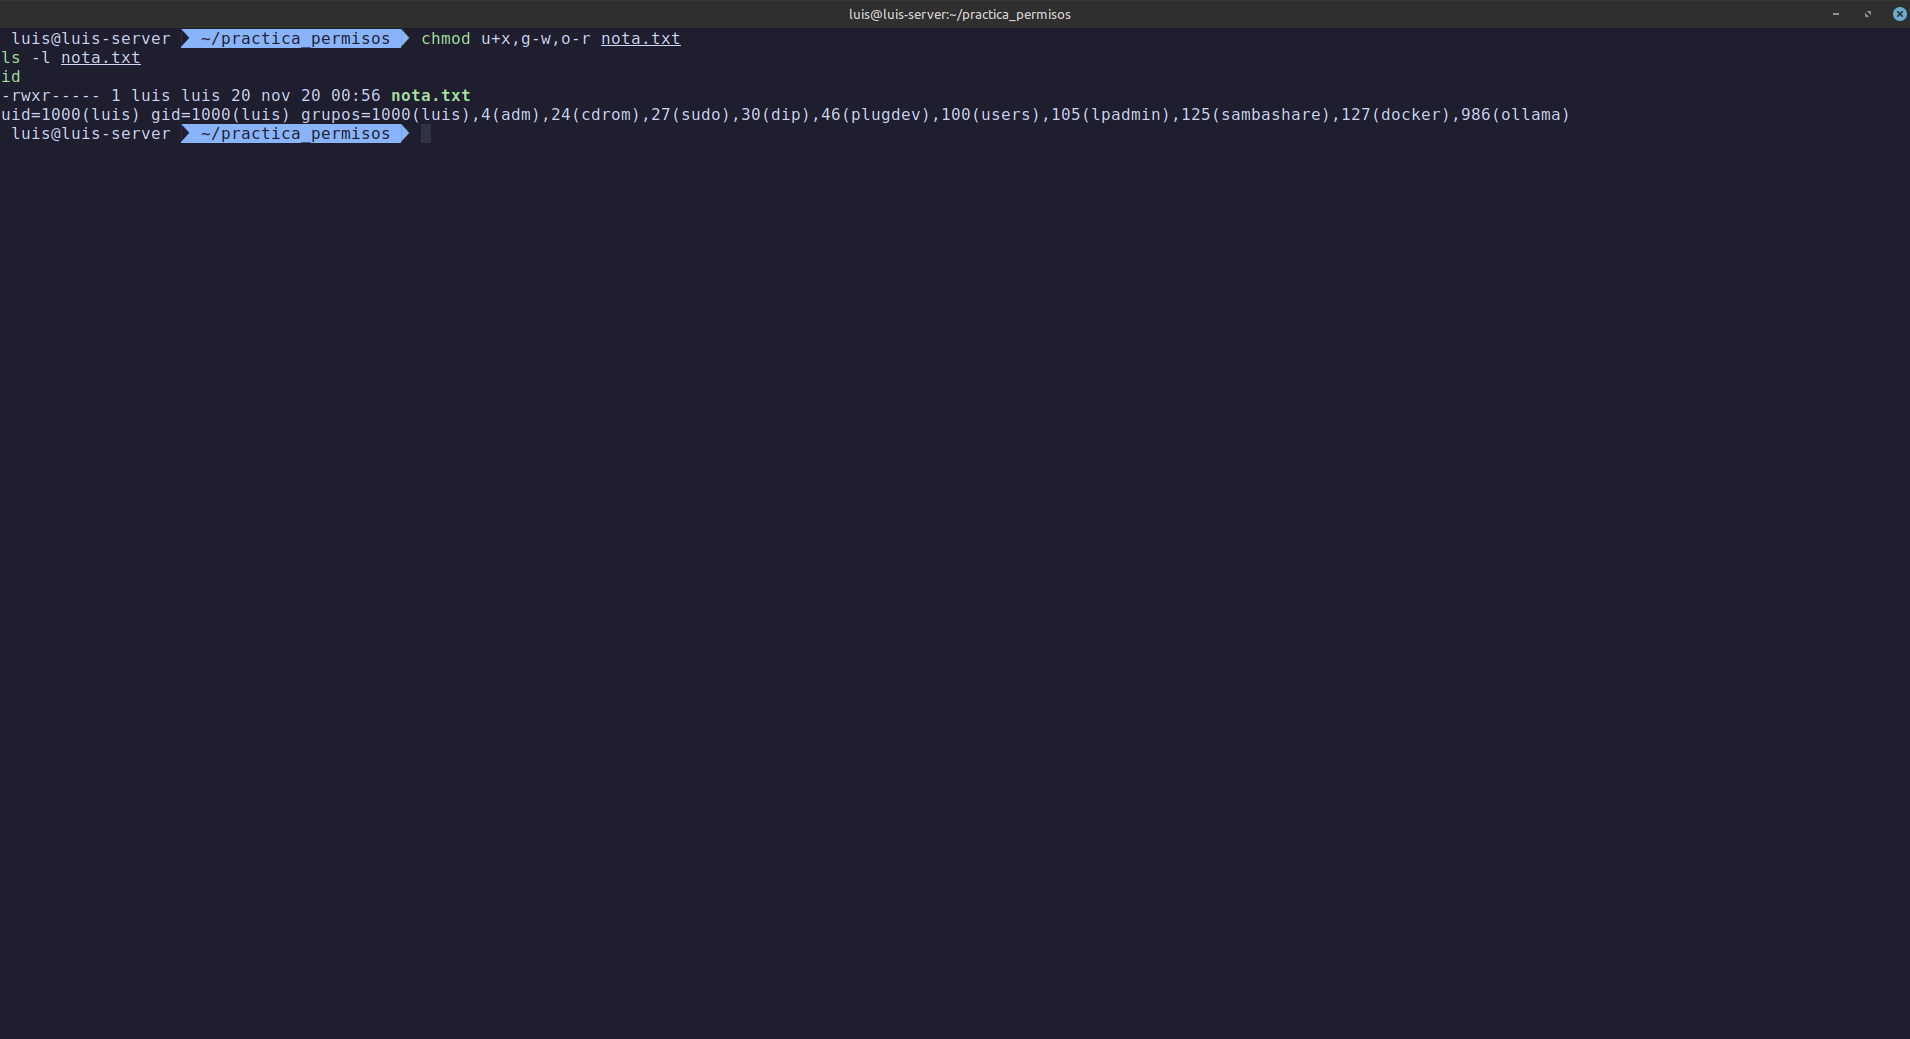 luis@luis-server:~/practica_permisos
luis@luis-server ~/practica_permisos chmod u+x,g-w,o-r nota.txt
ls -l nota.txt
id
-rwxr----- 1 luis luis 20 nov 20 00:56 nota.txt
uid=1000(luis) gid=1000(luis) grupos=1000(luis),4(adm),24(cdrom),27(sudo),30(dip),46(plugdev),100(users),105(lpadmin),125(sambashare),127(docker),986(ollama)
luis@luis-server ~/practica_permisos